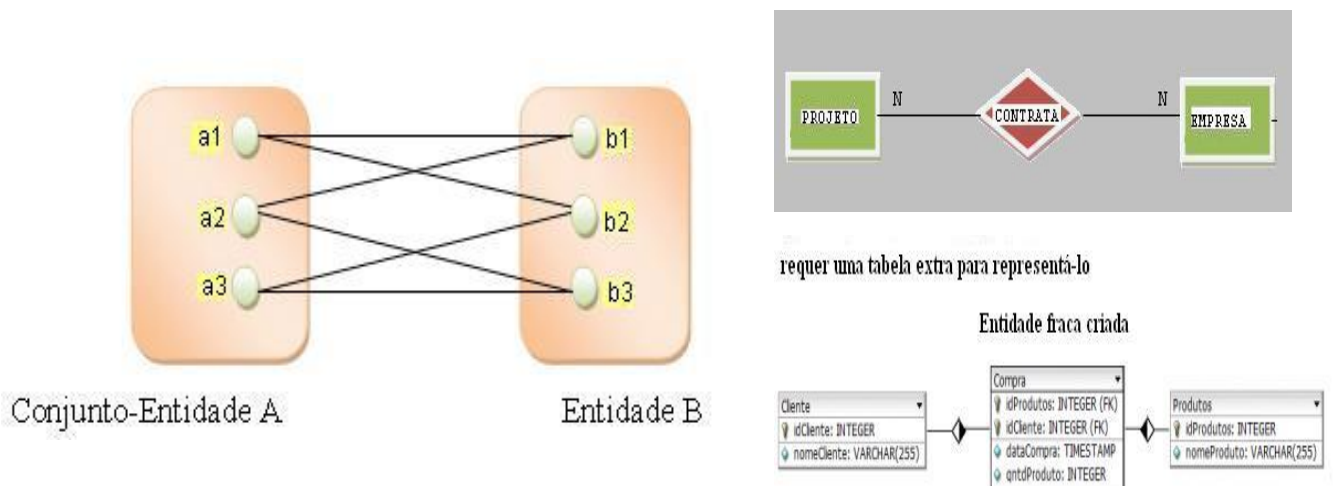 a1
a2
a3
b1
b2
b3
Conjunto-Entidade A
Entidade B
PROJETO
N
CONTRATA
N
EMPRESA
requer uma tabela extra para representá-lo
Entidade fraca criada
Cliente
idCliente: INTEGER
nomeCliente: VARCHAR(255)
Compra
idProdutos: INTEGER (FK)
idCliente: INTEGER (FK)
dataCompra: TIMESTAMP
qntdProduto: INTEGER
Produtos
idProdutos: INTEGER
nomeProduto: VARCHAR(255)